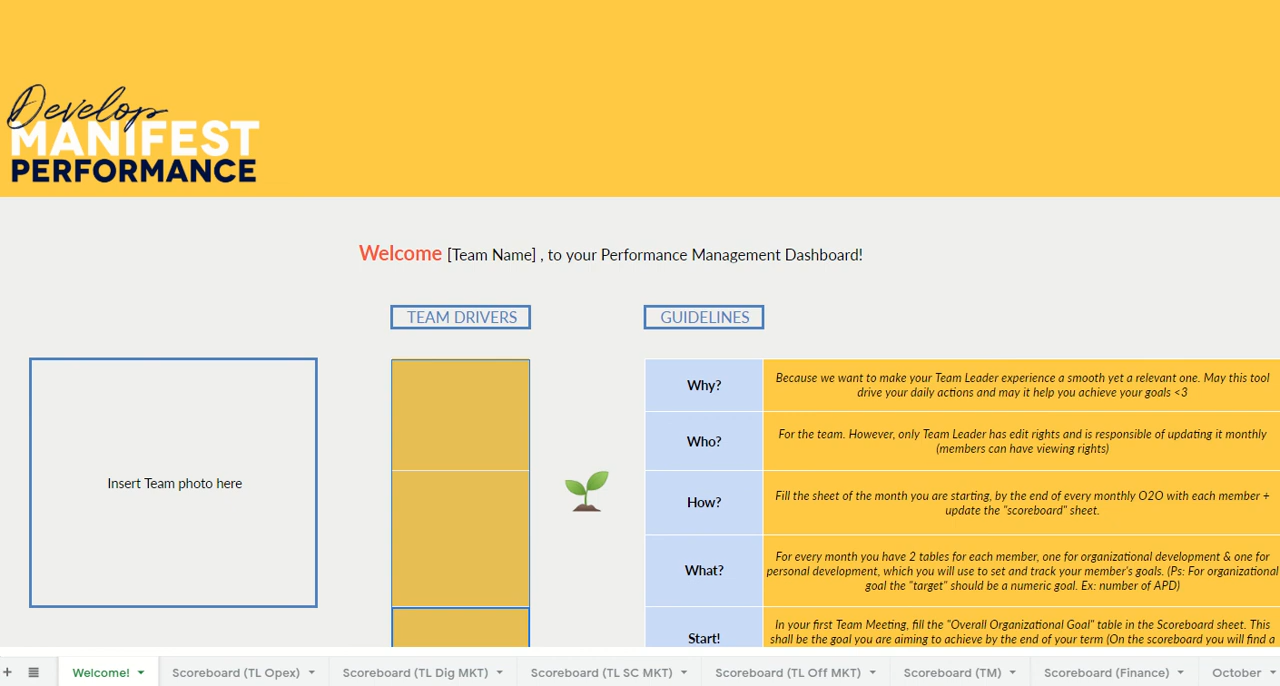 Develop
MANIFEST
PERFORMANCE
Welcome [Team Name] , to your Performance Management Dashboard!
TEAM DRIVERS
GUIDELINES
Insert Team photo here
Why?
Because we want to make your Team Leader experience a smooth yet a relevant one. May this tool
drive your daily actions and may it help you achieve your goals <3
Who?
For the team. However, only Team Leader has edit rights and is responsible of updating it monthly
(members can have viewing rights)
How?
Fill the sheet of the month you are starting, by the end of every monthly O2O with each member +
update the "scoreboard" sheet.
What?
For every month you have 2 tables for each member, one for organizational development & one for
personal development, which you will use to set and track your member's goals. (Ps: For organizational
goal the "target" should be a numeric goal. Ex: number of APD)
Start!
In your first Team Meeting, fill the "Overall Organizational Goal" table in the Scoreboard sheet. This
shall be the goal you are aiming to achieve by the end of your term (On the scoreboard you will find a
Welcome!
Scoreboard (TL Opex)
Scoreboard (TL Dig MKT)
Scoreboard (TL SC MKT)
Scoreboard (TL Off MKT)
Scoreboard (TM)
Scoreboard (Finance)
October